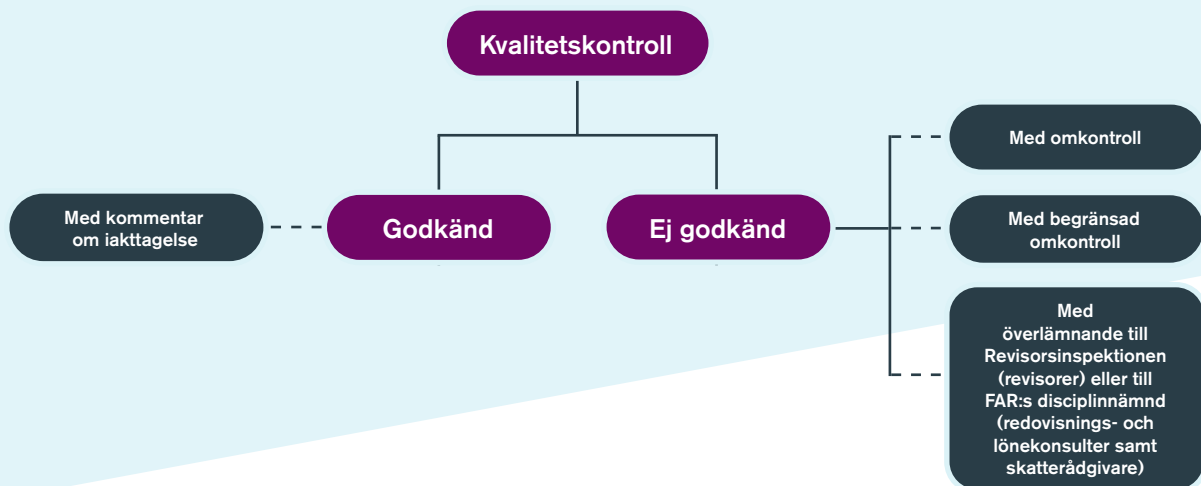 Kvalitetskontroll
Med kommentar
om iakttagelse
Godkänd
Ej godkänd
Med omkontroll
Med begränsad
omkontroll
Med
överlämnande till
Revisorsinspektionen
(revisorer) eller till
FAR:s disciplinnämnd
(redovisnings- och
lönekonsulter samt
skatterådgivare)